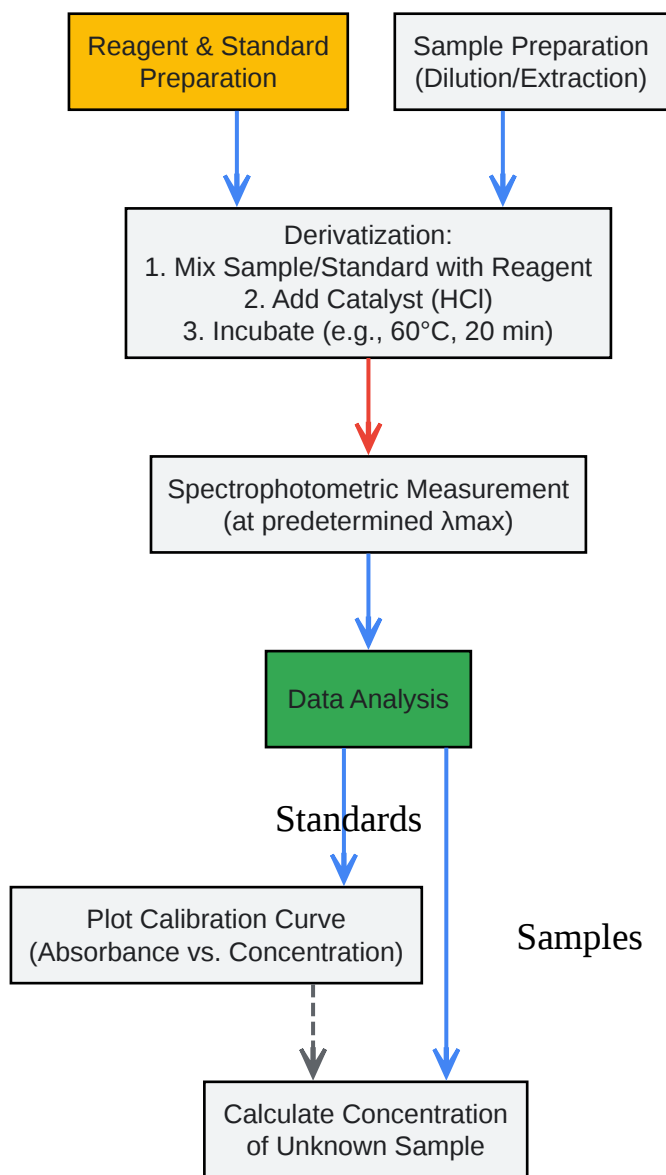 Reagent & Standard
Preparation
Sample Preparation
(Dilution/Extraction)
Derivatization:
1. Mix Sample/Standard with Reagent
2. Add Catalyst (HCl)
3. Incubate (e.g., 60°C, 20 min)
Spectrophotometric Measurement
(at predetermined λmax)
Data Analysis
Standards
Plot Calibration Curve
(Absorbance vs. Concentration)
Samples
Calculate Concentration
of Unknown Sample